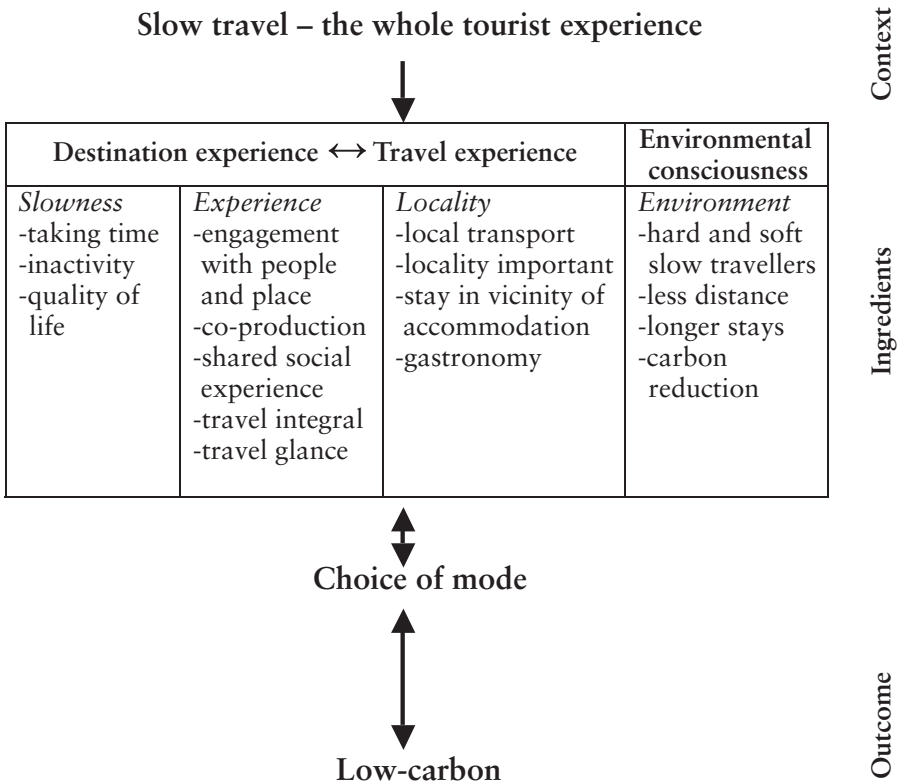 Slow travel – the whole tourist experience
Context
Destination experience ↔ Travel experience
Environmental
consciousness
Slowness
-taking time
-inactivity
-quality of
life
Experience
-engagement
with people
and place
-co-production
-shared social
experience
-travel integral
-travel glance
Locality
-local transport
-locality important
-stay in vicinity of
accommodation
-gastronomy
Environment
-hard and soft
slow travellers
-less distance
-longer stays
-carbon
reduction
Ingredients
Choice of mode
Low-carbon
Outcome